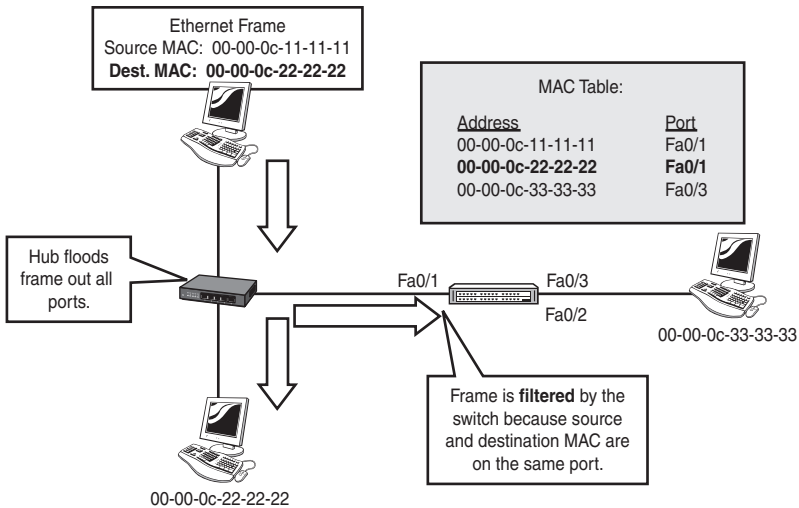 Ethernet Frame
Source MAC: 00-00-0c-11-11-11
Dest. MAC: 00-00-0c-22-22-22
MAC Table:
Address Port
00-00-0c-11-11-11 Fa0/1
00-00-0c-22-22-22 Fa0/1
00-00-0c-33-33-33 Fa0/3
Hub floods
frame out all
ports.
Fa0/1
Fa0/3
Fa0/2
00-00-0c-33-33-33
Frame is filtered by the
switch because source
and destination MAC are
on the same port.
00-00-0c-22-22-22